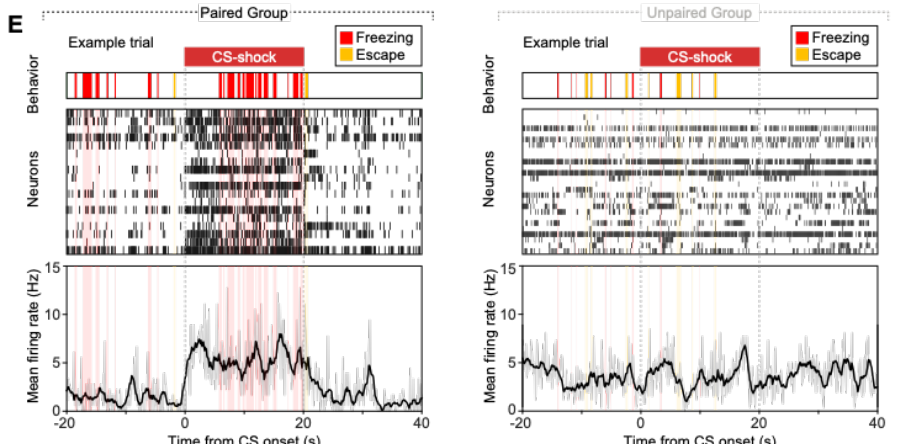 E
Paired Group
Example trial
CS-shock
Freezing
Escape
Behavior
Neurons
Mean firing rate (Hz)
15
10
5
0
-20
0
20
40
Time from CS onset (s)
Unpaired Group
Example trial
CS-shock
Freezing
Escape
Behavior
Neurons
Mean firing rate (Hz)
15
10
5
0
-20
0
20
40
Time from CS onset (s)